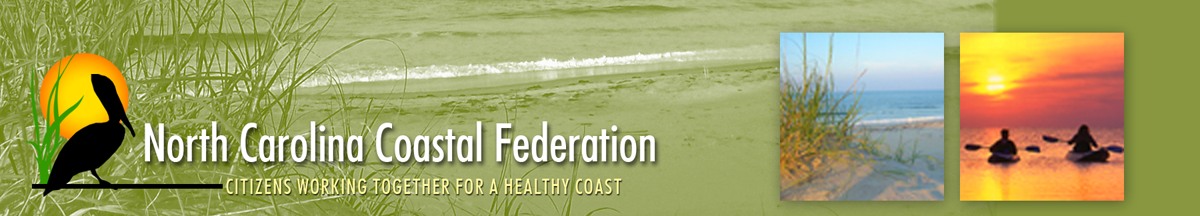 North Carolina Coastal Federation
CITIZENS WORKING TOGETHER FOR A HEALTHY COAST